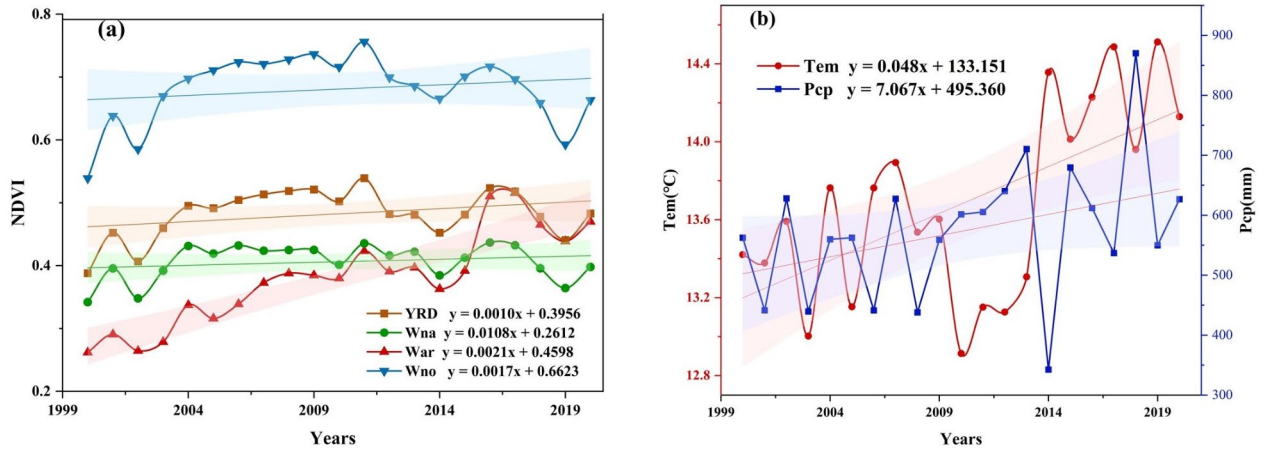 (a)
NDVI
0.8
0.6
0.4
0.2
YRD y = 0.0010x + 0.3956
Wna y = 0.0108x + 0.2612
War y = 0.0021x + 0.4598
Wno y = 0.0017x + 0.6623
1999 2004 2009 2014 2019
Years
(b)
Tem(°C)
14.4
14.0
13.6
13.2
12.8
Tem y = 0.048x + 133.151
Pcp y = 7.067x + 495.360
900
800
700
600
500
400
300
Pcp(mm)
1999 2004 2009 2014 2019
Years